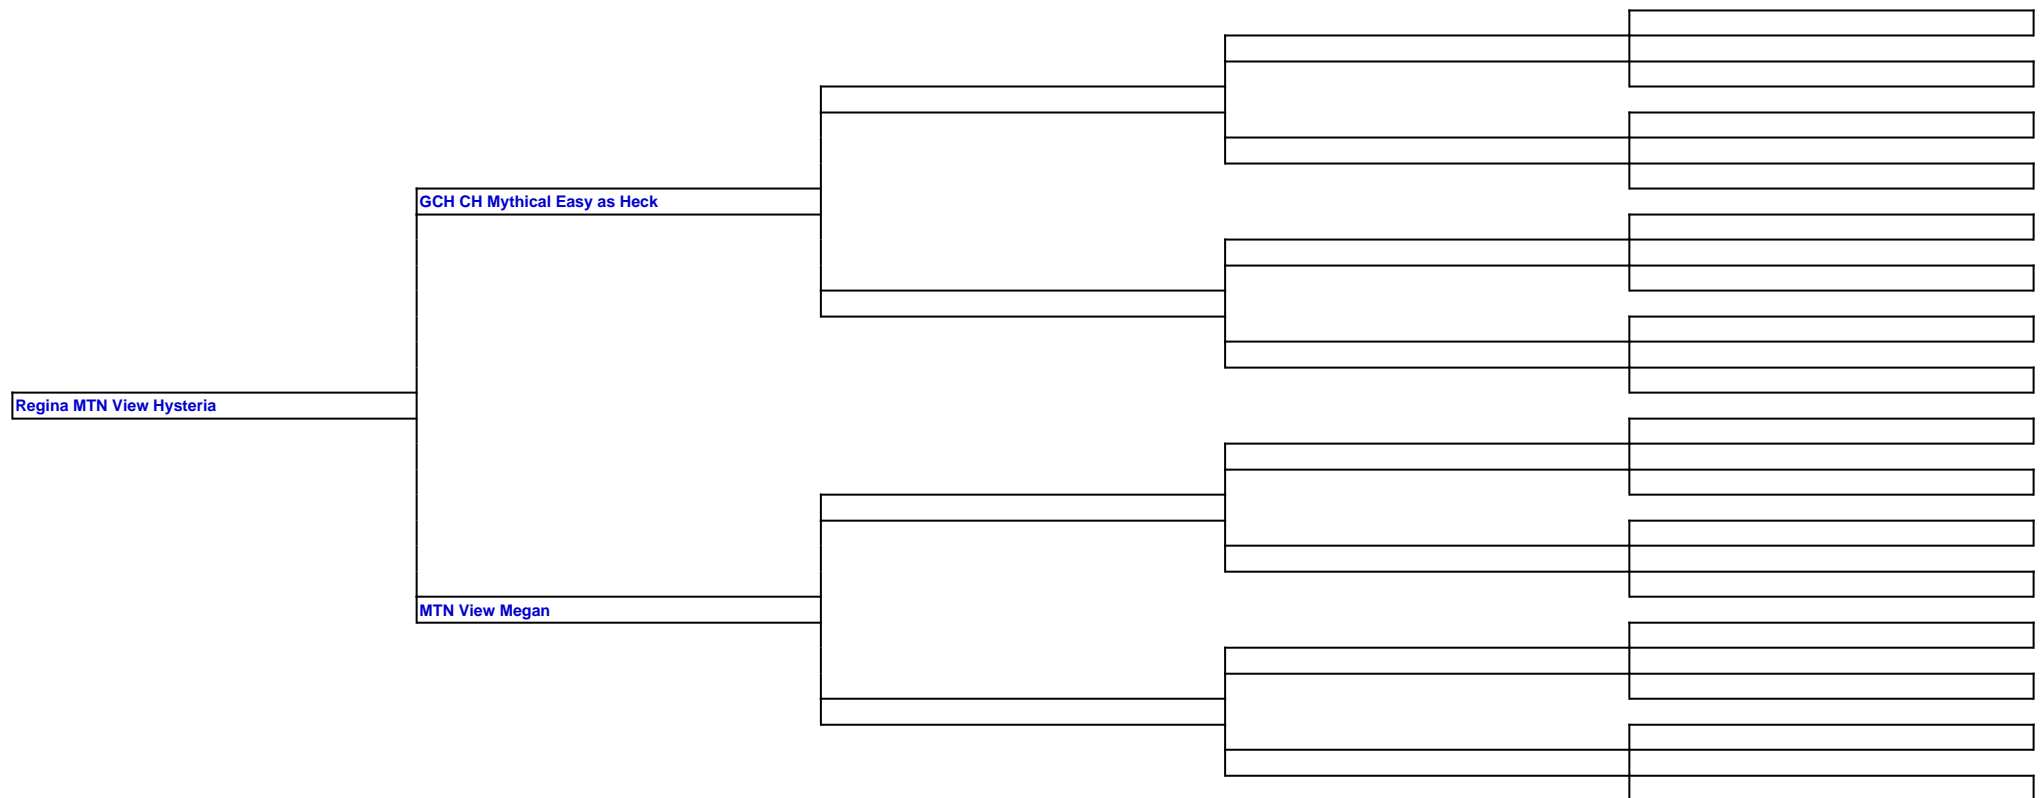 GCH CH Mythical Easy as Heck
Regina MTN View Hysteria
MTN View Megan